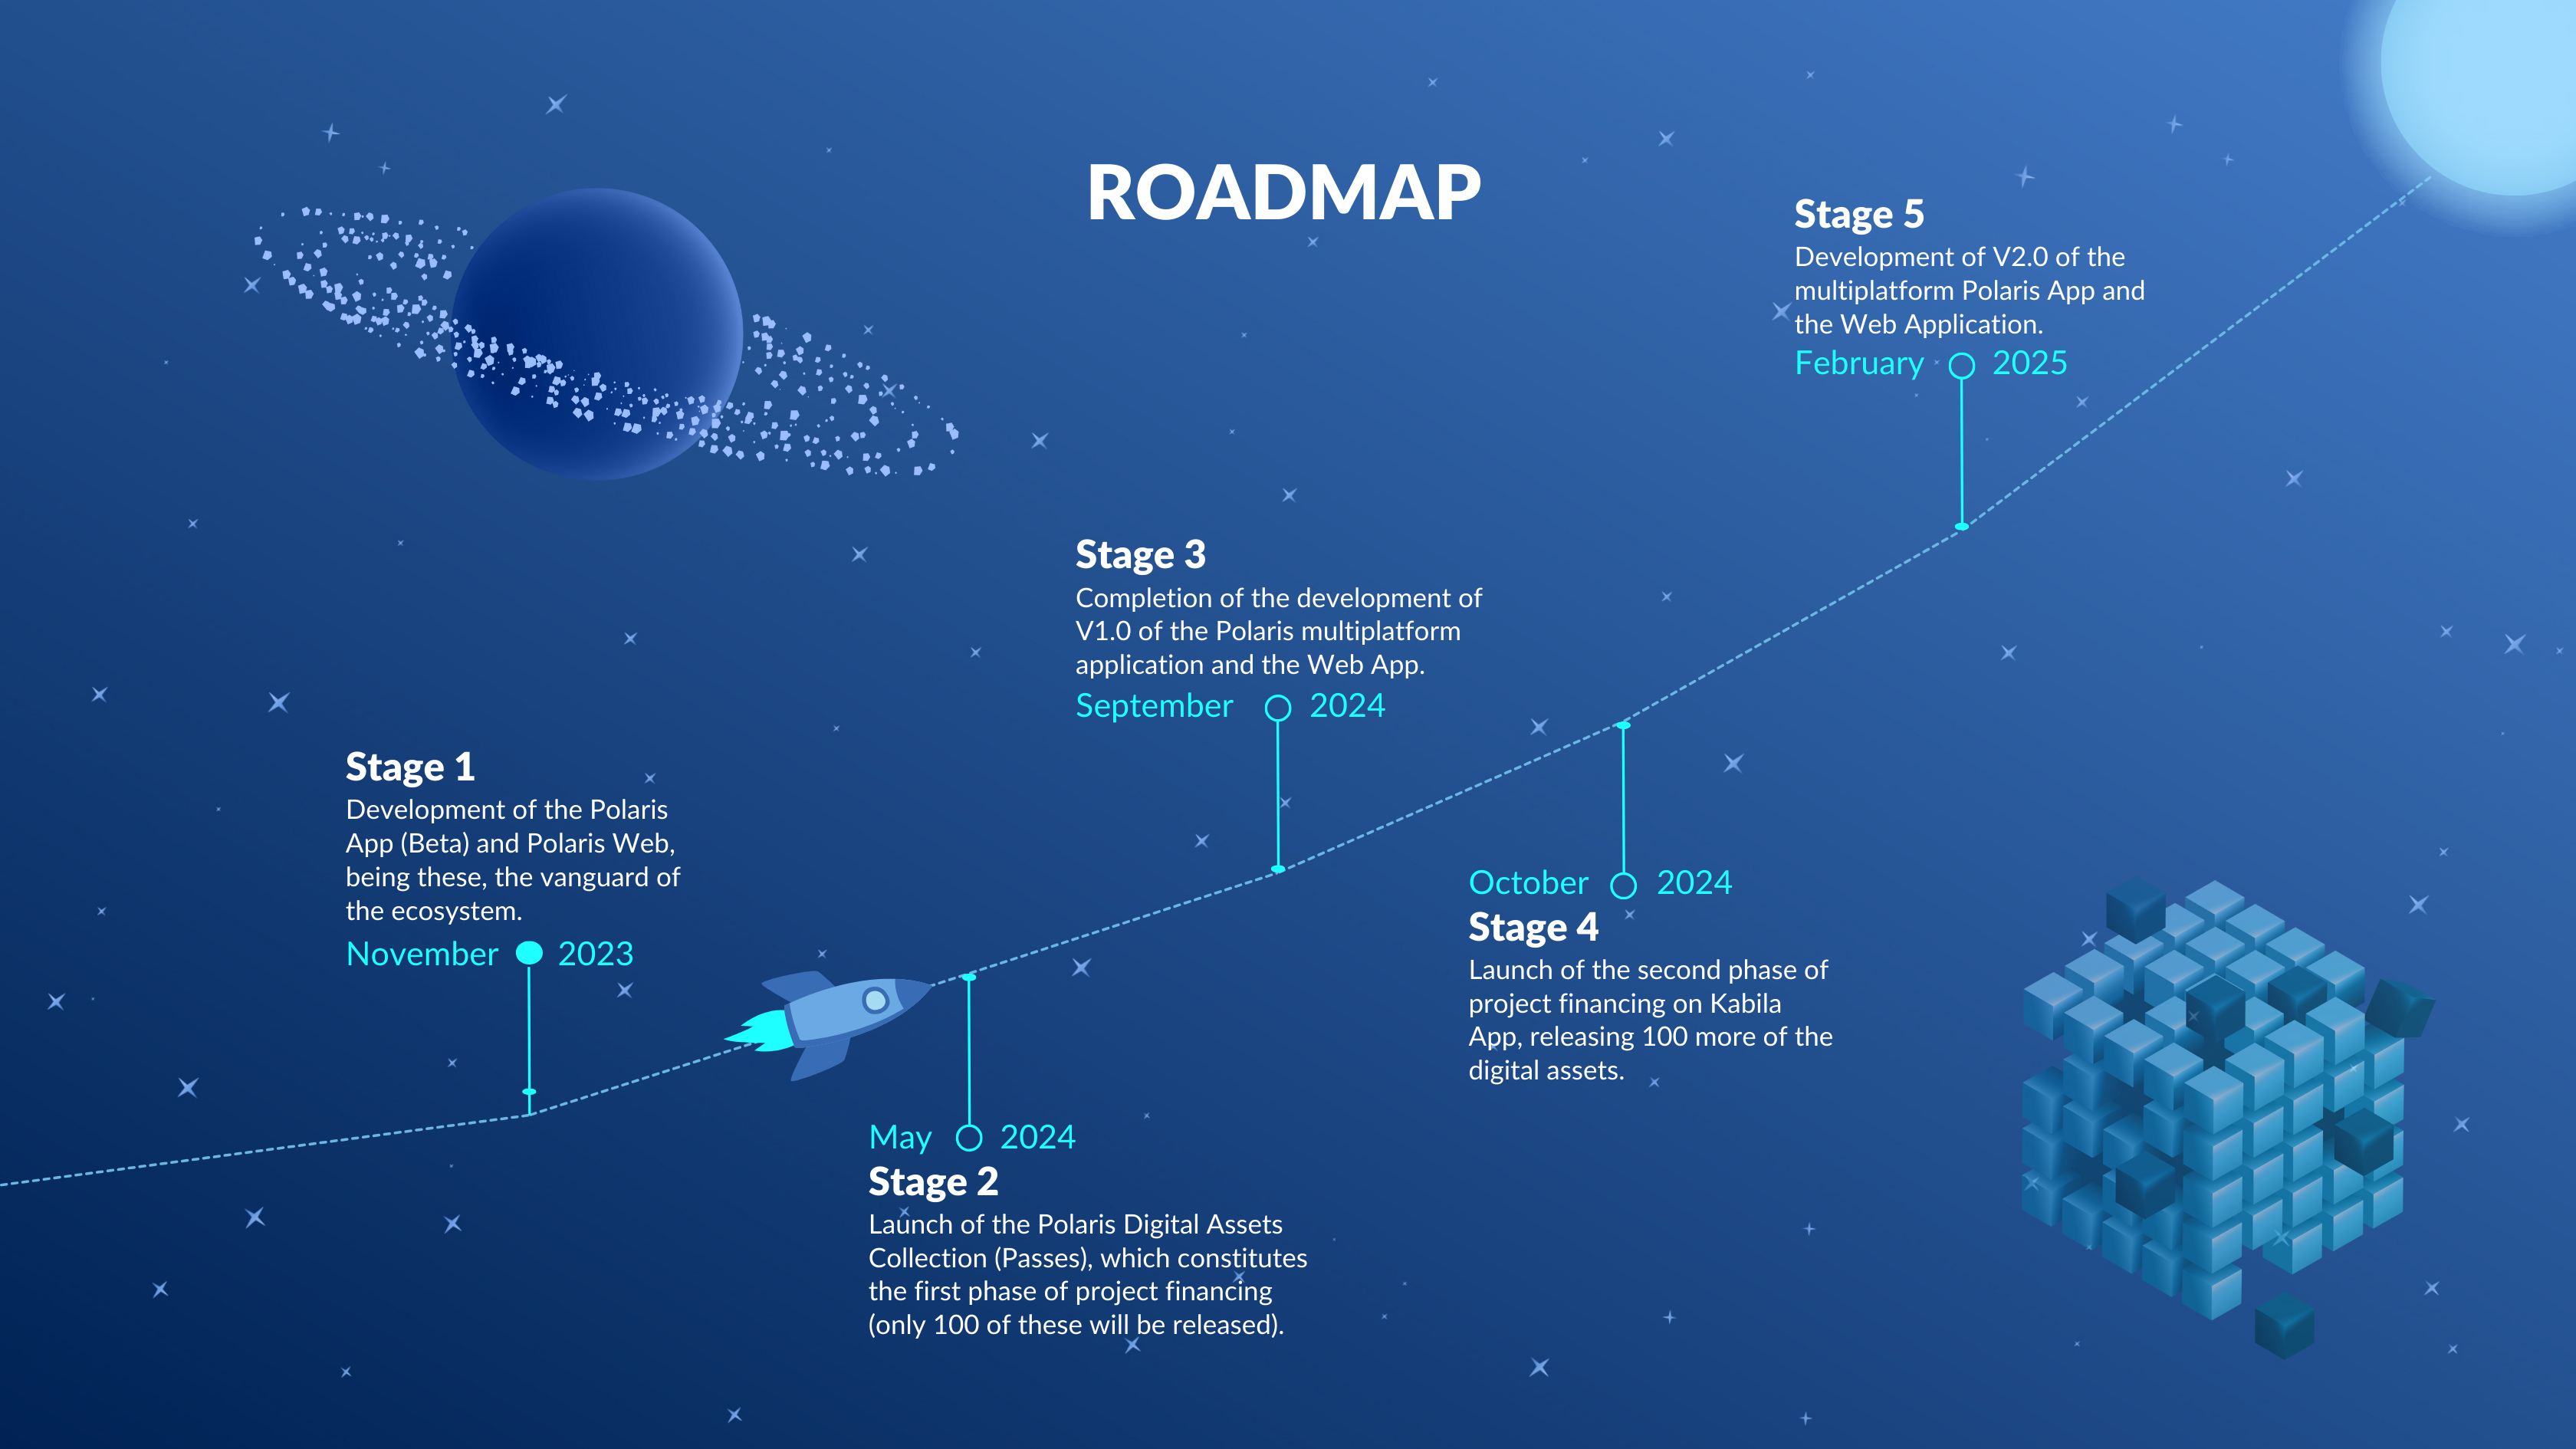 ROADMAP
Stage 1
Development of the Polaris
App (Beta) and Polaris Web,
being these, the vanguard of
the ecosystem.
November 2023
May 2024
Stage 2
Launch of the Polaris Digital Assets
Collection (Passes), which constitutes
the first phase of project financing
(only 100 of these will be released).
Stage 3
Completion of the development of
V1.0 of the Polaris multiplatform
application and the Web App.
September 2024
October 2024
Stage 4
Launch of the second phase of
project financing on Kabila
App, releasing 100 more of the
digital assets.
Stage 5
Development of V2.0 of the
multiplatform Polaris App and
the Web Application.
February 2025